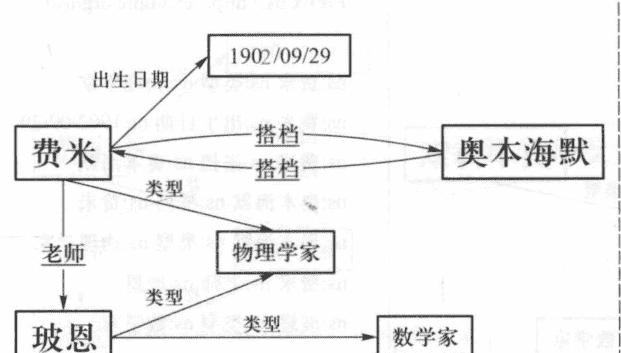 1902/09/29
出生日期
搭档
费米
奥本海默
搭档
类型
物理学家
老师
类型
类型
玻恩
数学家